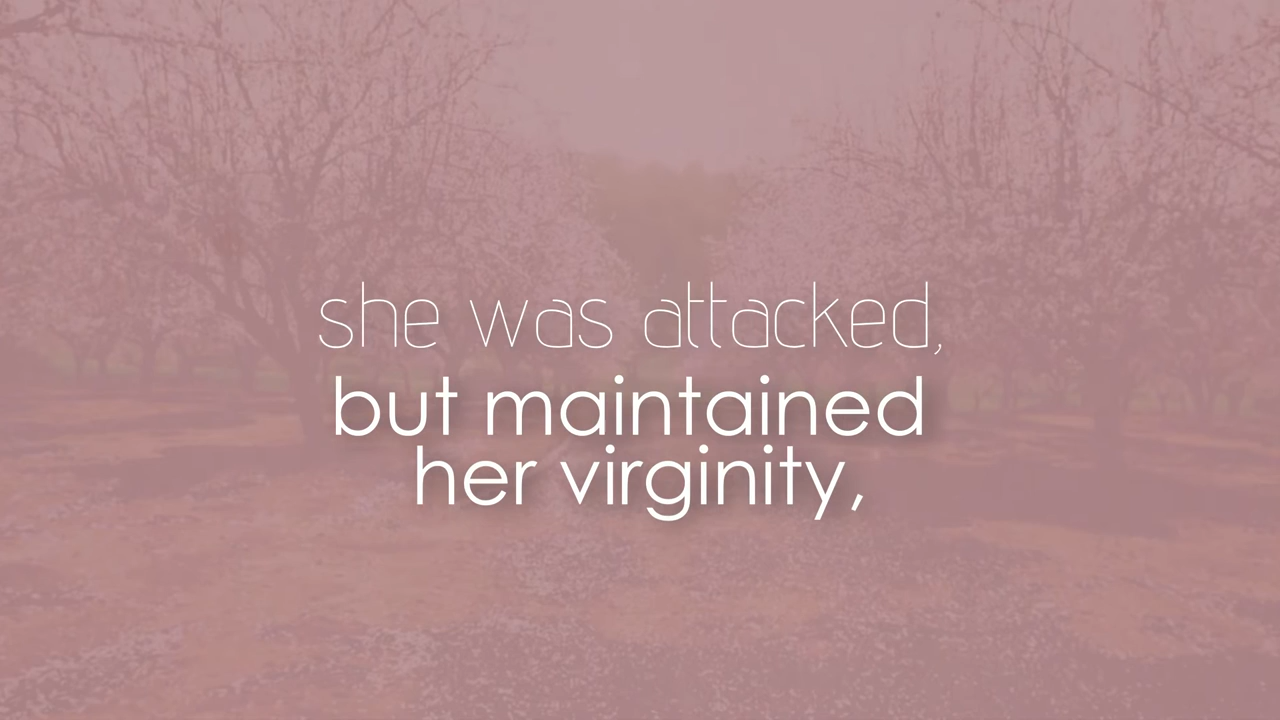 she was attacked,
but maintained
her virginity,